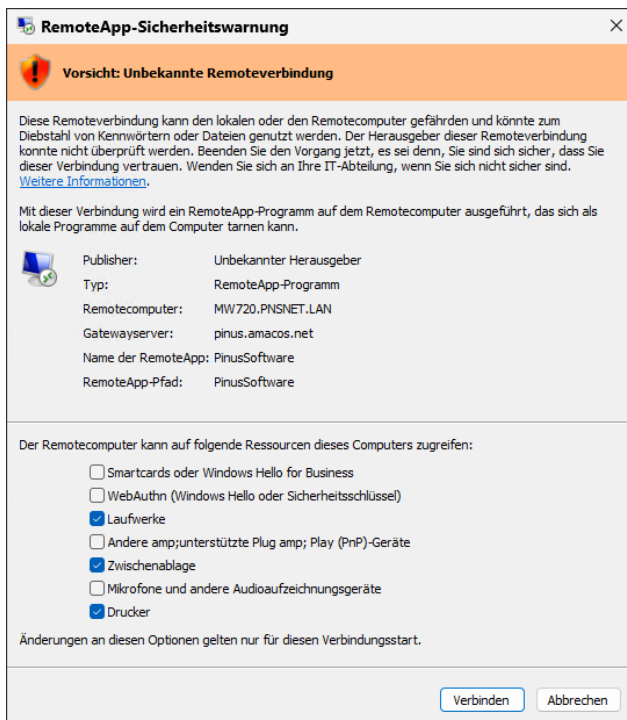 RemoteApp-Sicherheitswarnung
Vorsicht: Unbekannte Remoteverbindung
Diese Remoteverbindung kann den lokalen oder den Remotecomputer gefährden und könnte zum
Diebstahl von Kennwörtern oder Dateien genutzt werden. Der Herausgeber dieser Remoteverbindung
konnte nicht überprüft werden. Beenden Sie den Vorgang jetzt, es sei denn, Sie sind sich sicher, dass Sie
dieser Verbindung vertrauen. Wenden Sie sich an Ihre IT-Abteilung, wenn Sie sich nicht sicher sind.
Weitere Informationen.
Mit dieser Verbindung wird ein RemoteApp-Programm auf dem Remotecomputer ausgeführt, das sich als
lokale Programme auf dem Computer tarnen kann.
Publisher: Unbekannter Herausgeber
Typ: RemoteApp-Programm
Remotecomputer: MW720.PNSNET.LAN
Gatewayserver: pinus.amacos.net
Name der RemoteApp: PinusSoftware
RemoteApp-Pfad: PinusSoftware
Der Remotecomputer kann auf folgende Ressourcen dieses Computers zugreifen:
Smartcards oder Windows Hello for Business
WebAuthn (Windows Hello oder Sicherheitsschlüssel)
Laufwerke
Andere amp;unterstützte Plug amp; Play (PnP)-Geräte
Zwischenablage
Mikrofone und andere Audioaufzeichnungsgeräte
Drucker
Änderungen an diesen Optionen gelten nur für diesen Verbindungsstart.
Verbinden Abbrechen